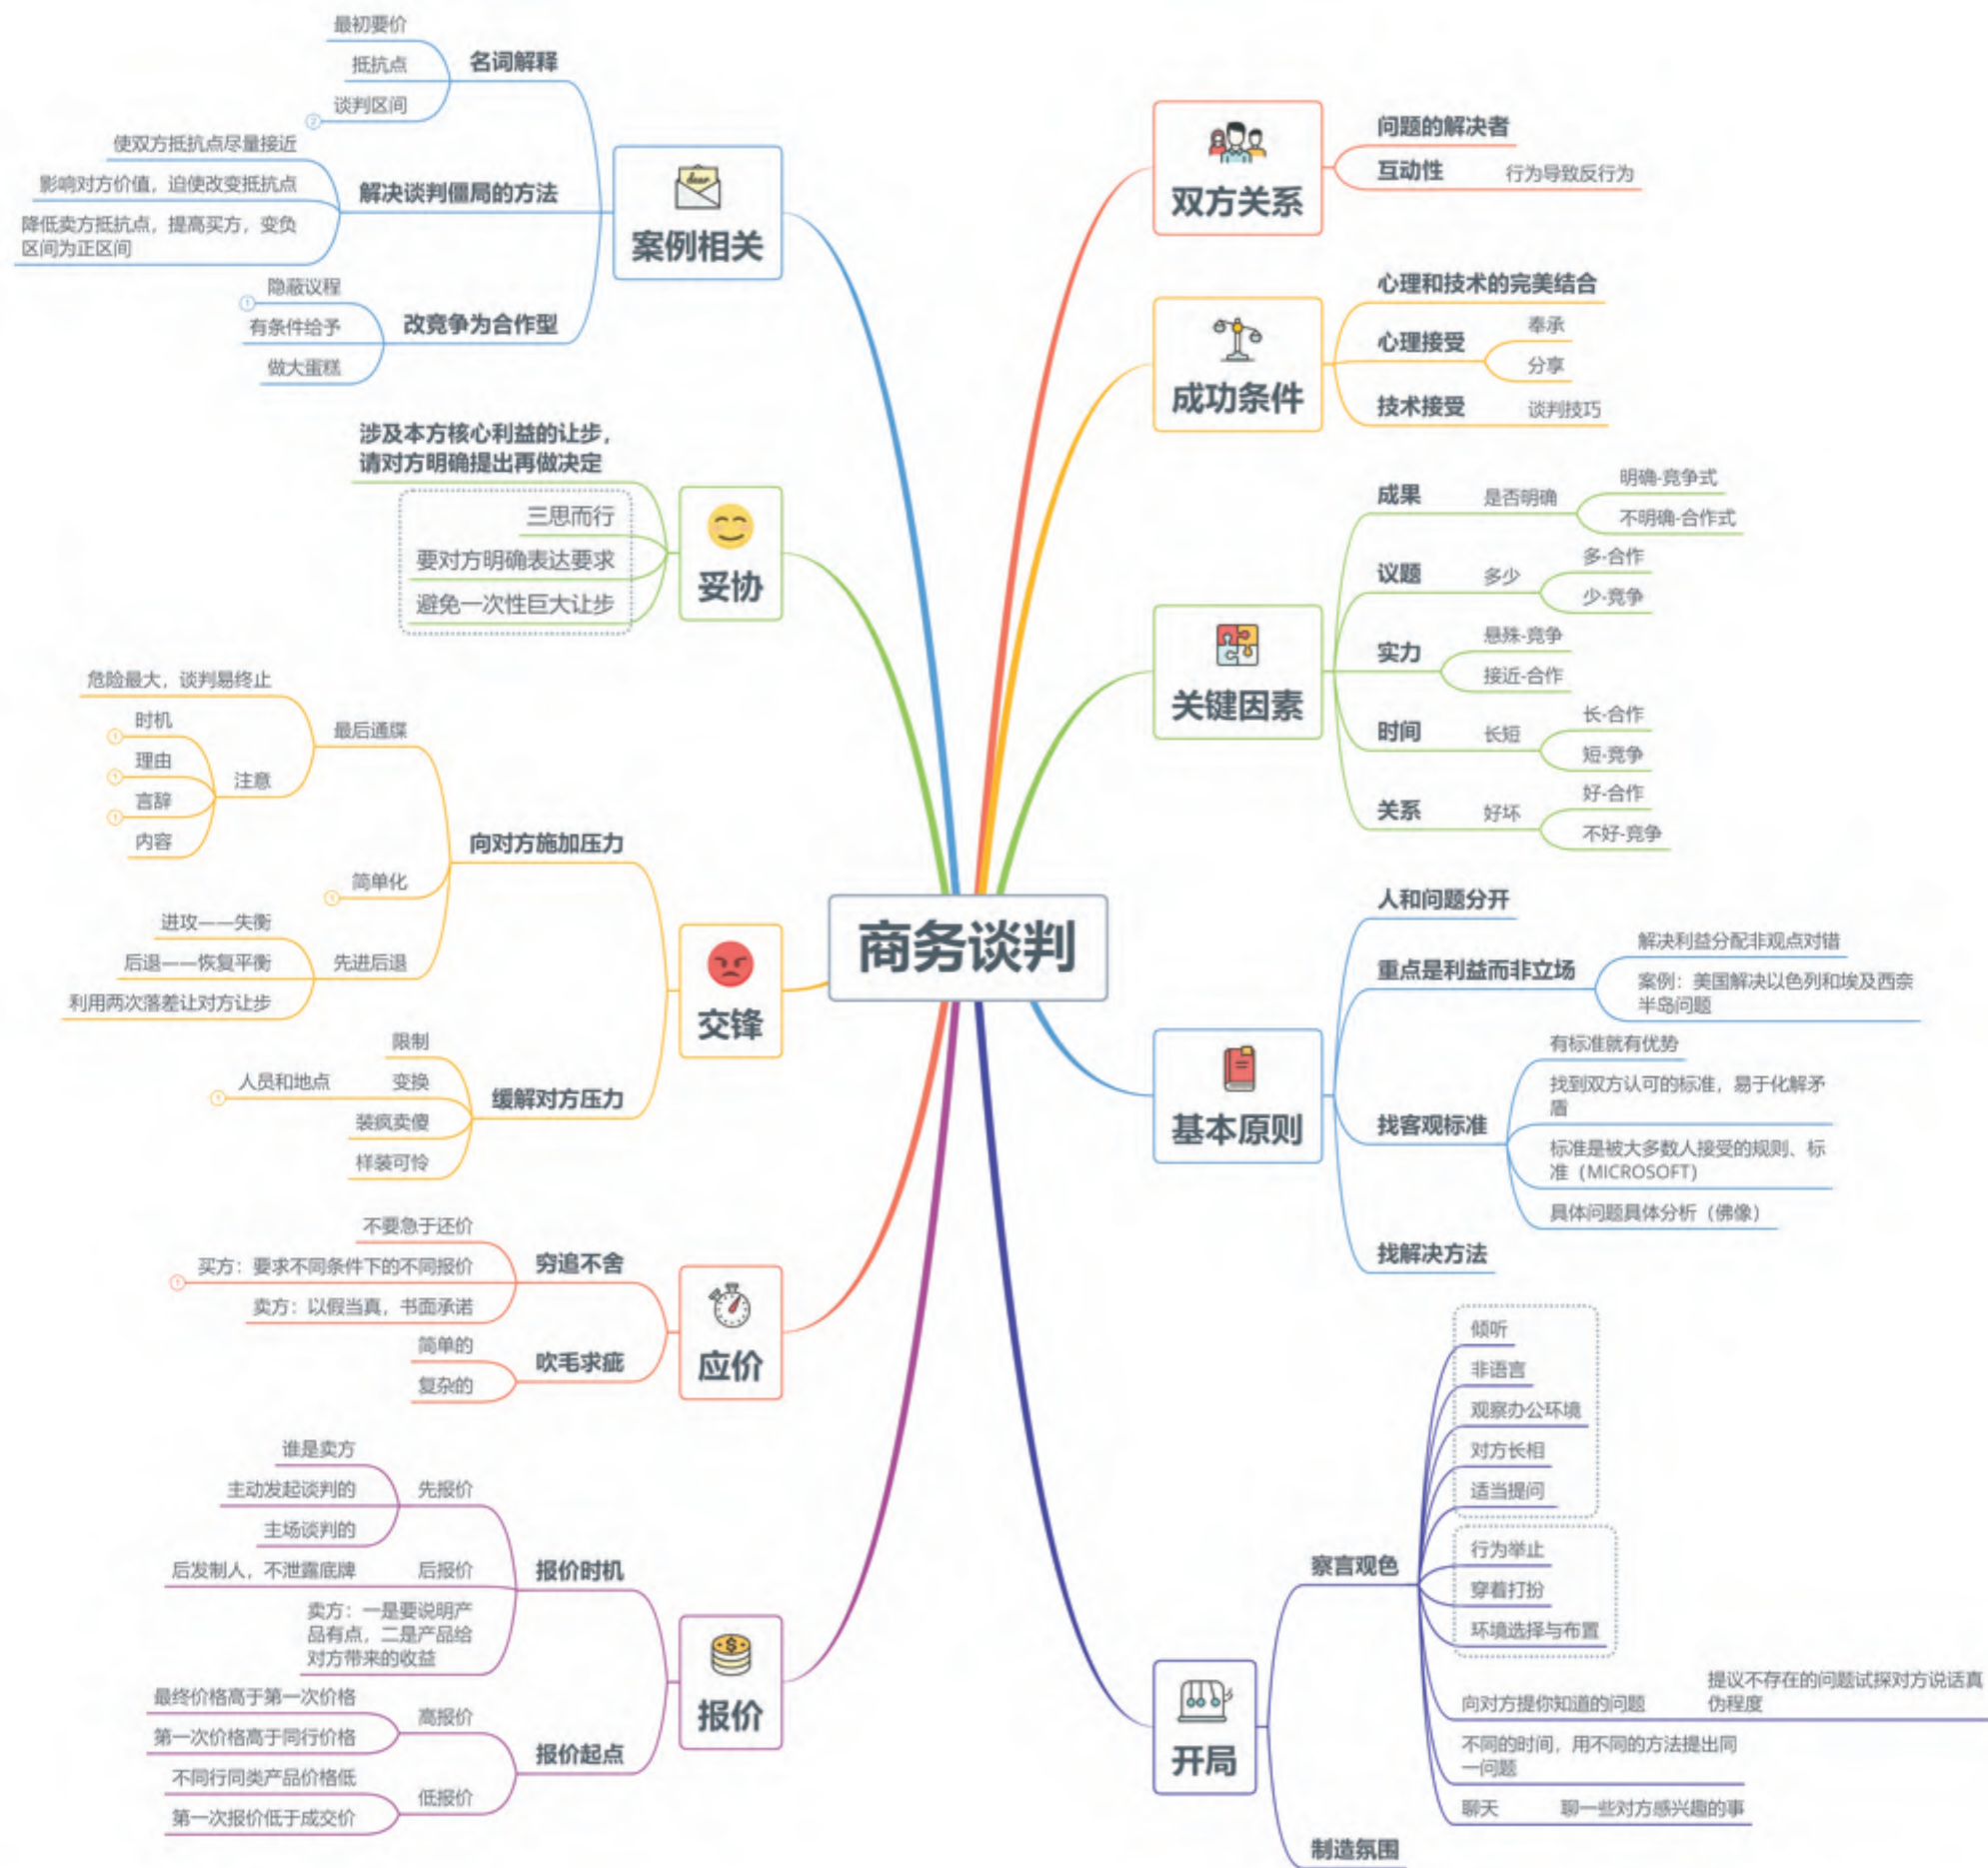 商务谈判
双方关系
问题的解决者
互动性
行为导致反行为
成功条件
心理和技术的完美结合
心理接受
奉承
分享
技术接受
谈判技巧
关键因素
成果
是否明确
明确-竞争式
不明确-合作式
议题
多少
多-合作
少-竞争
实力
悬殊-竞争
接近-合作
时间
长短
长-合作
短-竞争
关系
好坏
好-合作
不好-竞争
基本原则
人和问题分开
重点是利益而非立场
解决利益分配非观点对错
案例：美国解决以色列和埃及西奈
半岛问题
找客观标准
有标准就有优势
找到双方认可的标准，易于化解矛
盾
标准是被大多数人接受的规则、标
准（MICROSOFT)
具体问题具体分析（佛像）
找解决方法
开局
察言观色
倾听
非语言
观察办公环境
对方长相
适当提问
行为举止
穿着打扮
环境选择与布置
向对方提你知道的问题
提议不存在的问题试探对方说话真
伪程度
不同的时间，用不同的方法提出同
一问题
聊天
聊一些对方感兴趣的事
制造氛围
案例相关
名词解释
最初要价
抵抗点
谈判区间
2
解决谈判僵局的方法
使双方抵抗点尽量接近
影响对方价值，迫使改变抵抗点
降低卖方抵抗点，提高买方，变负
区间为正区间
改竞争为合作型
隐蔽议程
1
有条件给予
做大蛋糕
妥协
涉及本方核心利益的让步，
请对方明确提出再做决定
三思而行
要对方明确表达要求
避免一次性巨大让步
交锋
向对方施加压力
最后通牒
危险最大，谈判易终止
注意
时机
1
理由
1
言辞
1
内容
简单化
1
先进后退
进攻——失衡
后退——恢复平衡
利用两次落差让对方让步
缓解对方压力
限制
变换
人员和地点
1
装疯卖傻
样装可怜
应价
穷追不舍
不要急于还价
买方：要求不同条件下的不同报价
1
卖方：以假当真，书面承诺
吹毛求疵
简单的
复杂的
报价
报价时机
先报价
谁是卖方
主动发起谈判的
主场谈判的
后报价
后发制人，不泄露底牌
卖方：一是要说明产
品有点，二是产品给
对方带来的收益
报价起点
高报价
最终价格高于第一次价格
第一次价格高于同行价格
低报价
不同行同类产品价格低
第一次报价低于成交价